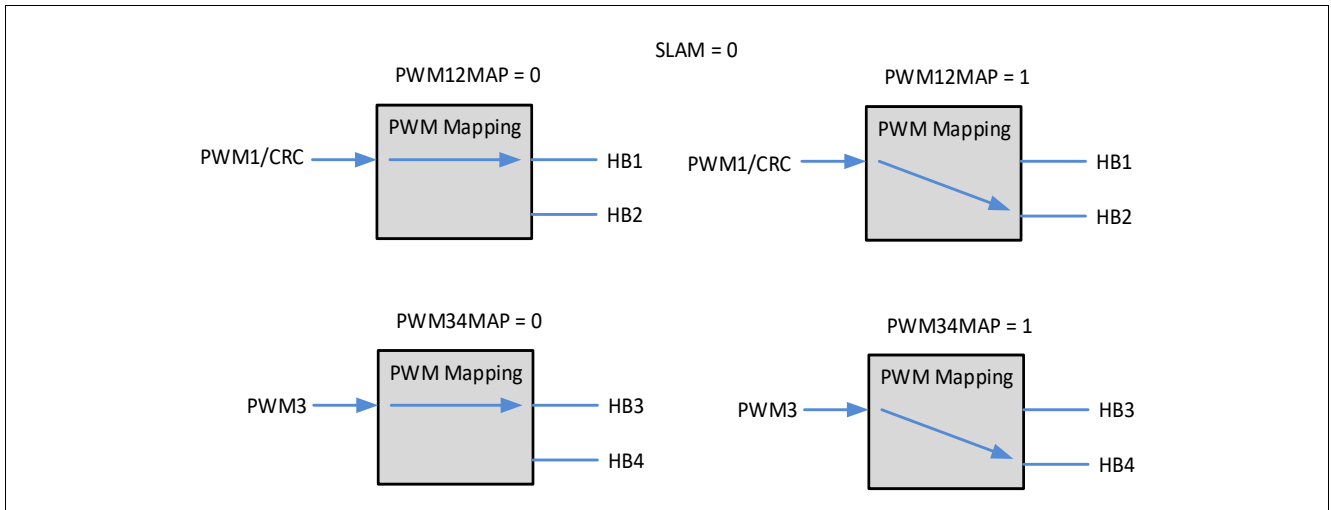 SLAM = 0
PWM12MAP = 0
PWM Mapping
PWM1/CRC
HB1
HB2
PWM12MAP = 1
PWM Mapping
PWM1/CRC
HB1
HB2
PWM34MAP = 0
PWM Mapping
PWM3
HB3
HB4
PWM34MAP = 1
PWM Mapping
PWM3
HB3
HB4